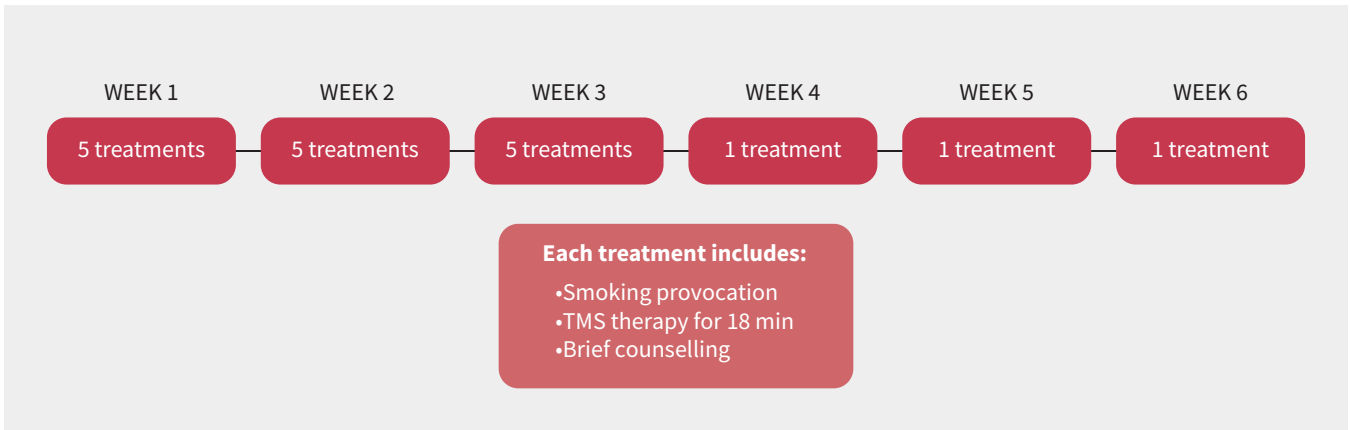 WEEK 1
WEEK 2
WEEK 3
WEEK 4
WEEK 5
WEEK 6
5 treatments
5 treatments
5 treatments
1 treatment
1 treatment
1 treatment
Each treatment includes:
•Smoking provocation
•TMS therapy for 18 min
•Brief counselling